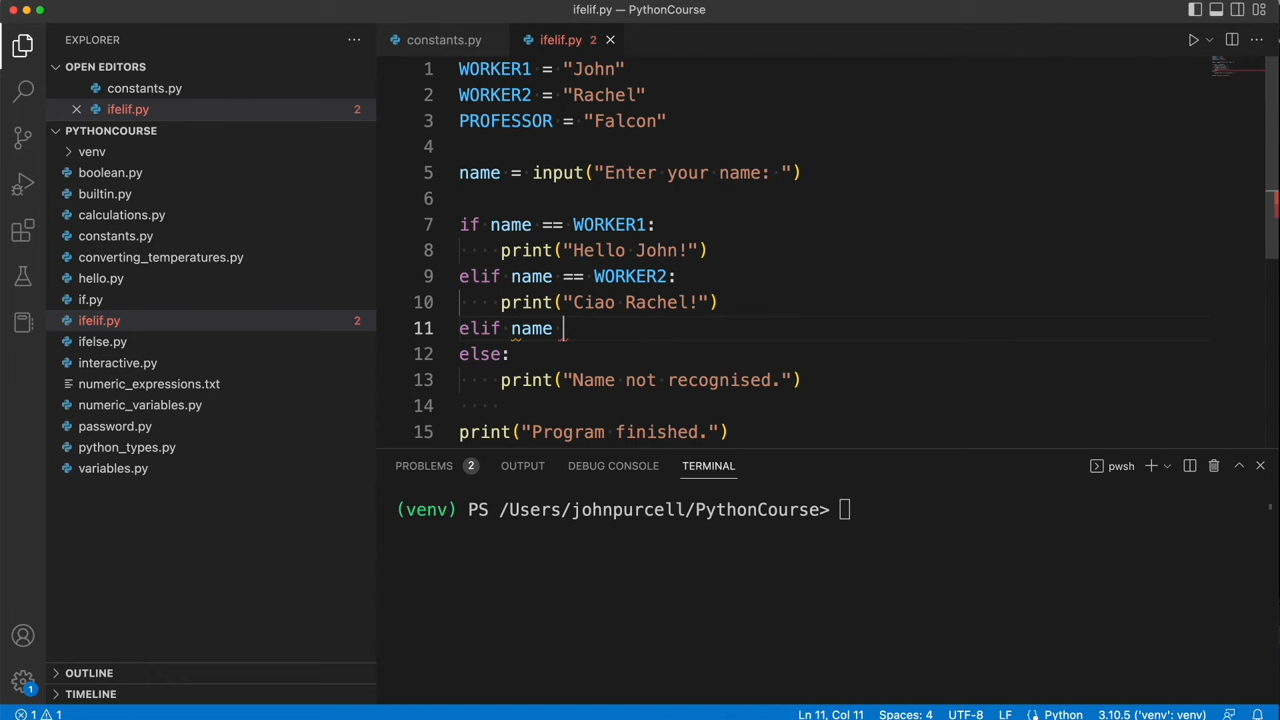 ifelif.py — PythonCourse
EXPLORER
constants.py
ifelif.py 2
OPEN EDITORS
constants.py
ifelif.py 2
PYTHONCOURSE
venv
boolean.py
builtin.py
calculations.py
constants.py
converting_temperatures.py
hello.py
if.py
ifelif.py 2
ifelse.py
interactive.py
numeric_expressions.txt
numeric_variables.py
password.py
python_types.py
variables.py
OUTLINE
TIMELINE
1 WORKER1 = "John"
2 WORKER2 = "Rachel"
3 PROFESSOR = "Falcon"
4
5 name = input("Enter your name: ")
6
7 if name == WORKER1:
8     print("Hello John!")
9 elif name == WORKER2:
10     print("Ciao Rachel!")
11 elif name
12 else:
13     print("Name not recognised.")
14
15 print("Program finished.")
PROBLEMS 2 OUTPUT DEBUG CONSOLE TERMINAL
pwsh
(venv) PS /Users/johnpurcell/PythonCourse>
1
1 1 Ln 11, Col 11 Spaces: 4 UTF-8 LF Python 3.10.5 ('venv': venv)